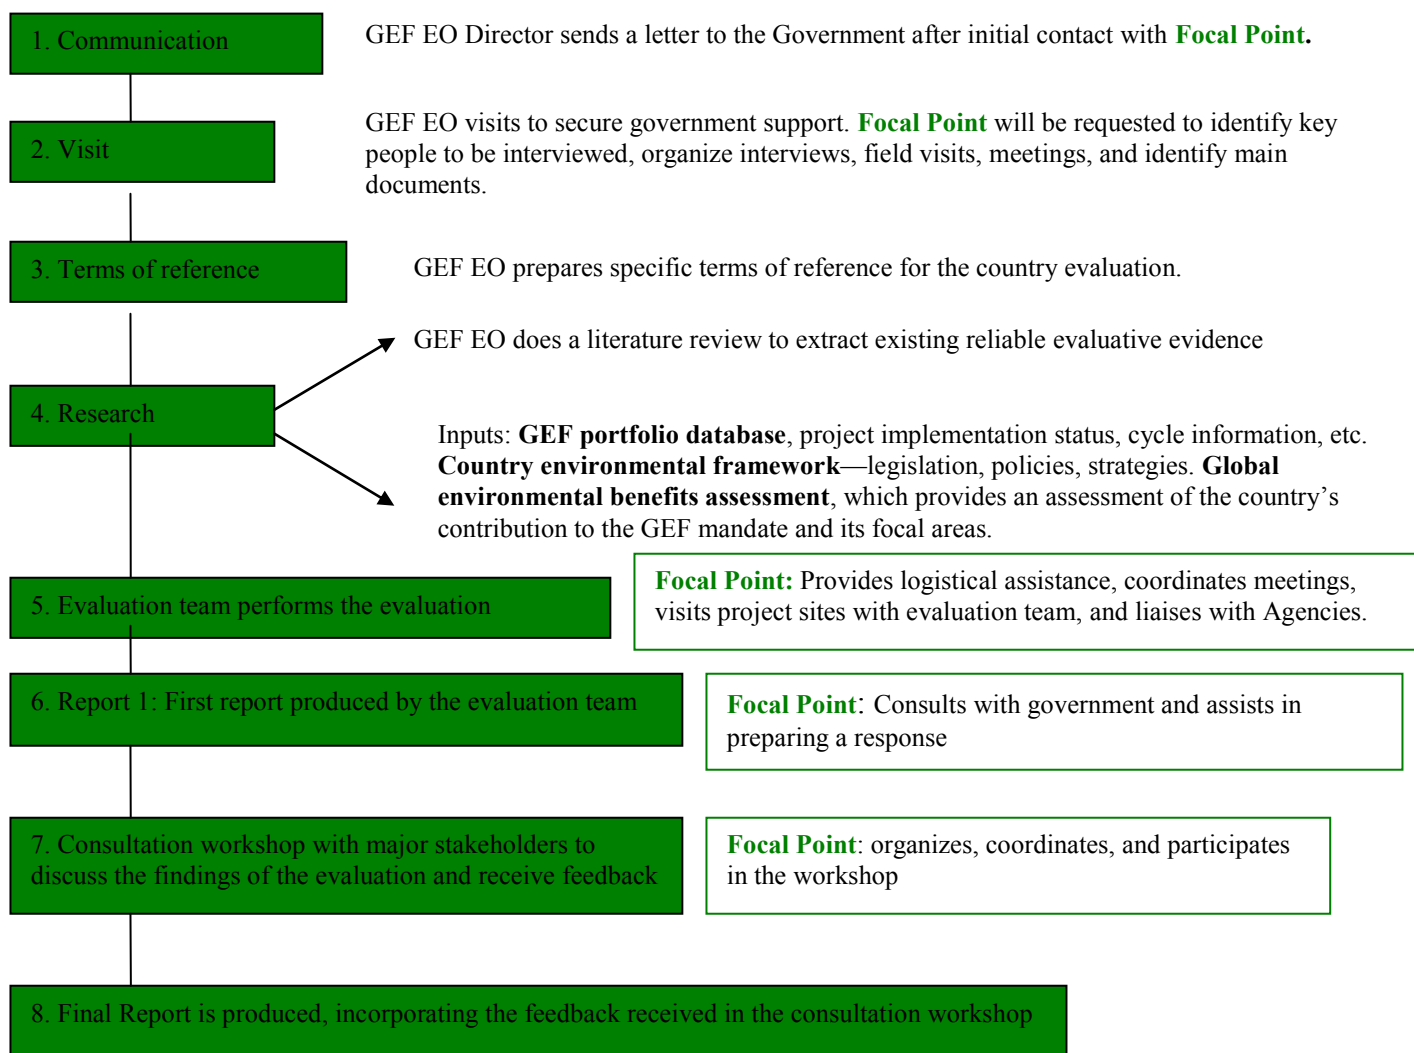 1. Communication
GEF EO Director sends a letter to the Government after initial contact with Focal Point.
2. Visit
GEF EO visits to secure government support. Focal Point will be requested to identify key
people to be interviewed, organize interviews, field visits, meetings, and identify main
documents.
3. Terms of reference
GEF EO prepares specific terms of reference for the country evaluation.
GEF EO does a literature review to extract existing reliable evaluative evidence
4. Research
Inputs: GEF portfolio database, project implementation status, cycle information, etc.
Country environmental framework—legislation, policies, strategies. Global
environmental benefits assessment, which provides an assessment of the country’s
contribution to the GEF mandate and its focal areas.
5. Evaluation team performs the evaluation
Focal Point: Provides logistical assistance, coordinates meetings,
visits project sites with evaluation team, and liaises with Agencies.
6. Report 1: First report produced by the evaluation team
Focal Point: Consults with government and assists in
preparing a response
7. Consultation workshop with major stakeholders to
discuss the findings of the evaluation and receive feedback
Focal Point: organizes, coordinates, and participates
in the workshop
8. Final Report is produced, incorporating the feedback received in the consultation workshop